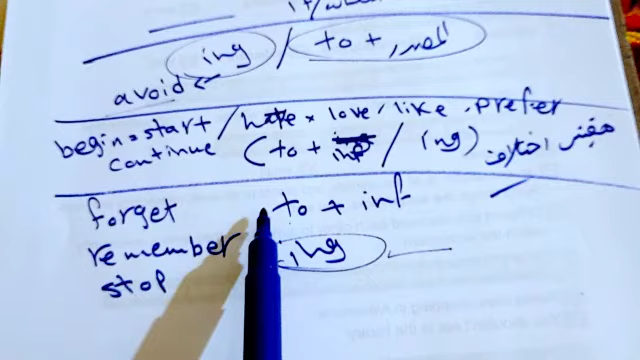 ing / to + المصدر
avoid ←
begin = start / hate × love / like . prefer
continue (to + inf / ing) مفيش اختلاف
forget to + inf
remember ing
stop